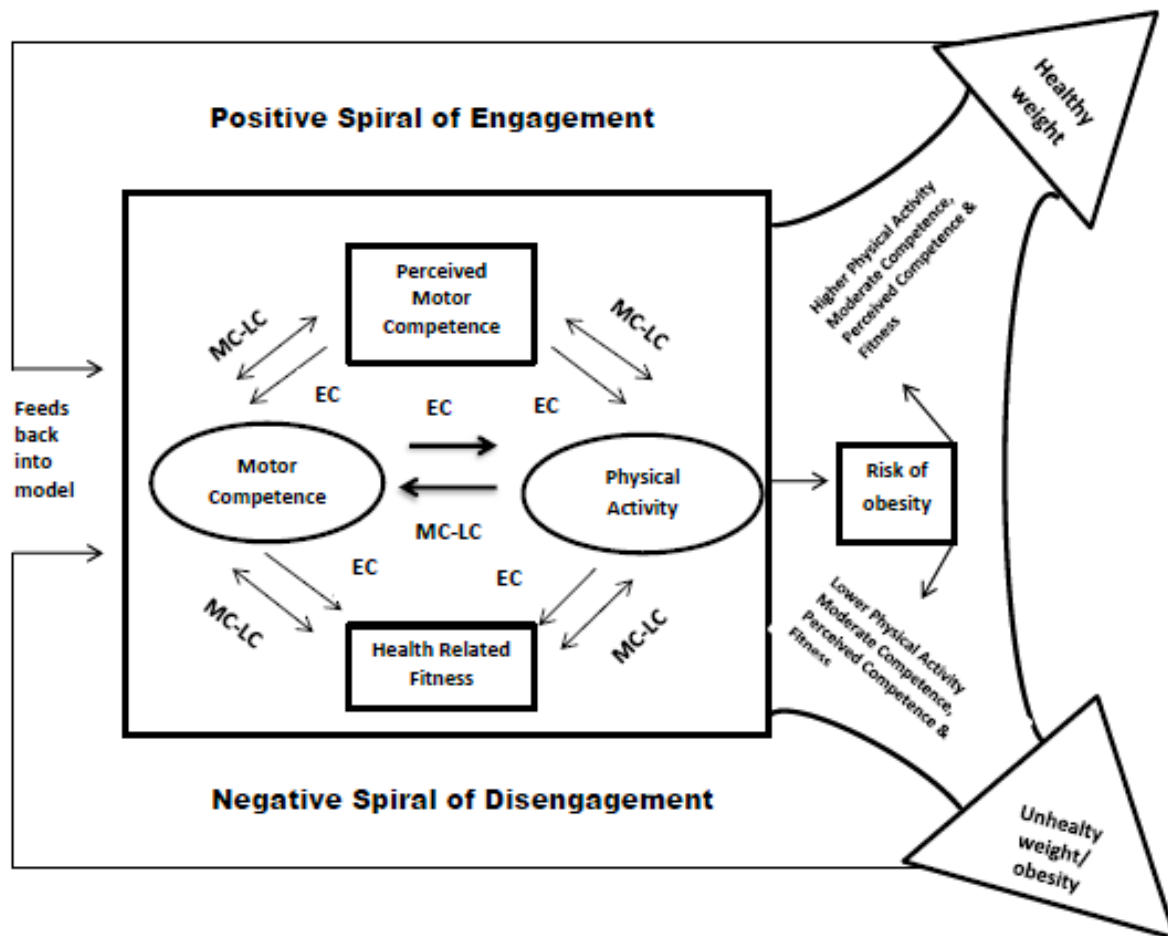 Positive Spiral of Engagement
Healthy
weight
Higher Physical Activity
Moderate Competence,
Perceived Competence &
Fitness
Perceived
Motor
Competence
MC-LC
MC-LC
EC
EC
EC
Feeds
back
into
model
Motor
Competence
Physical
Activity
Risk of
obesity
MC-LC
EC
EC
MC-LC
MC-LC
Health Related
Fitness
Lower Physical Activity
Moderate Competence,
Perceived Competence &
Fitness
Negative Spiral of Disengagement
Unhealty
weight/
obesity